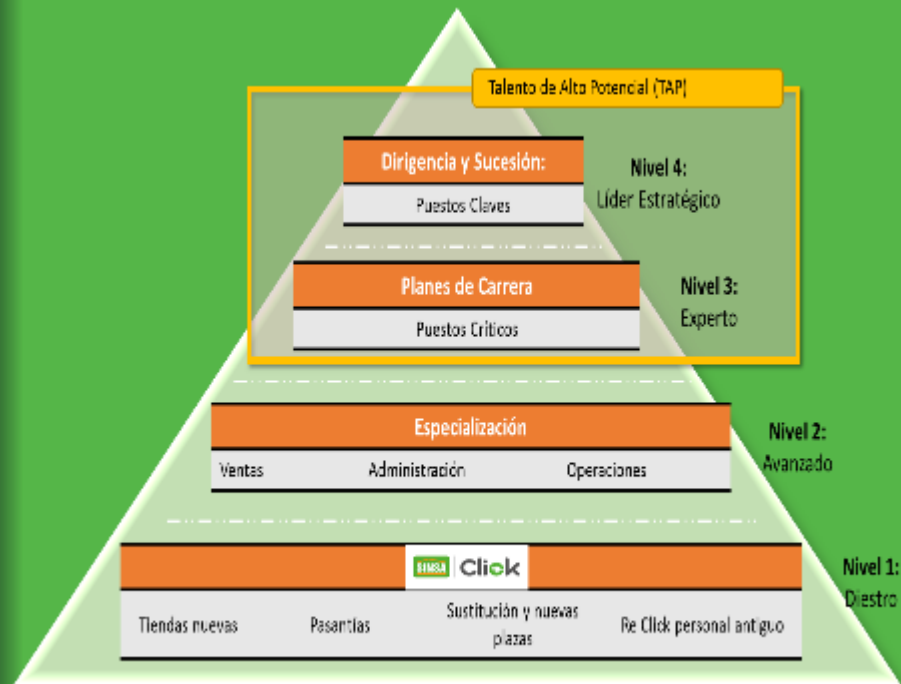 Talento de Alto Potencial (TAP)
Dirigencia y Sucesión:
Puestos Claves
Nivel 4:
Líder Estratégico
Planes de Carrera
Puestos Críticos
Nivel 3:
Experto
Especialización
Ventas Administración Operaciones
Nivel 2:
Avanzado
SINSA Click
Tiendas nuevas Pasantías Sustitución y nuevas plazas Re Click personal antiguo
Nivel 1:
Diestro